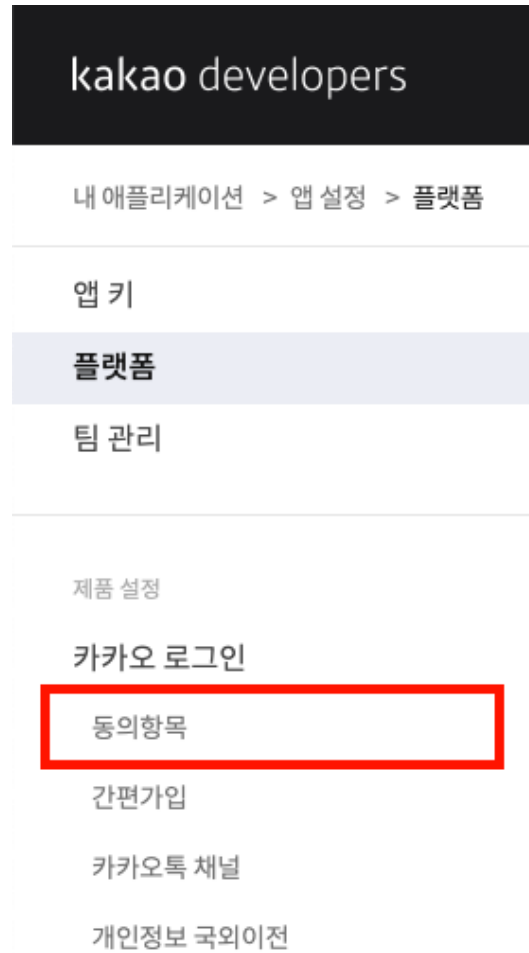 kakao developers
내 애플리케이션 > 앱 설정 > 플랫폼
앱 키
플랫폼
팀 관리
제품 설정
카카오 로그인
동의항목
간편가입
카카오톡 채널
개인정보 국외이전